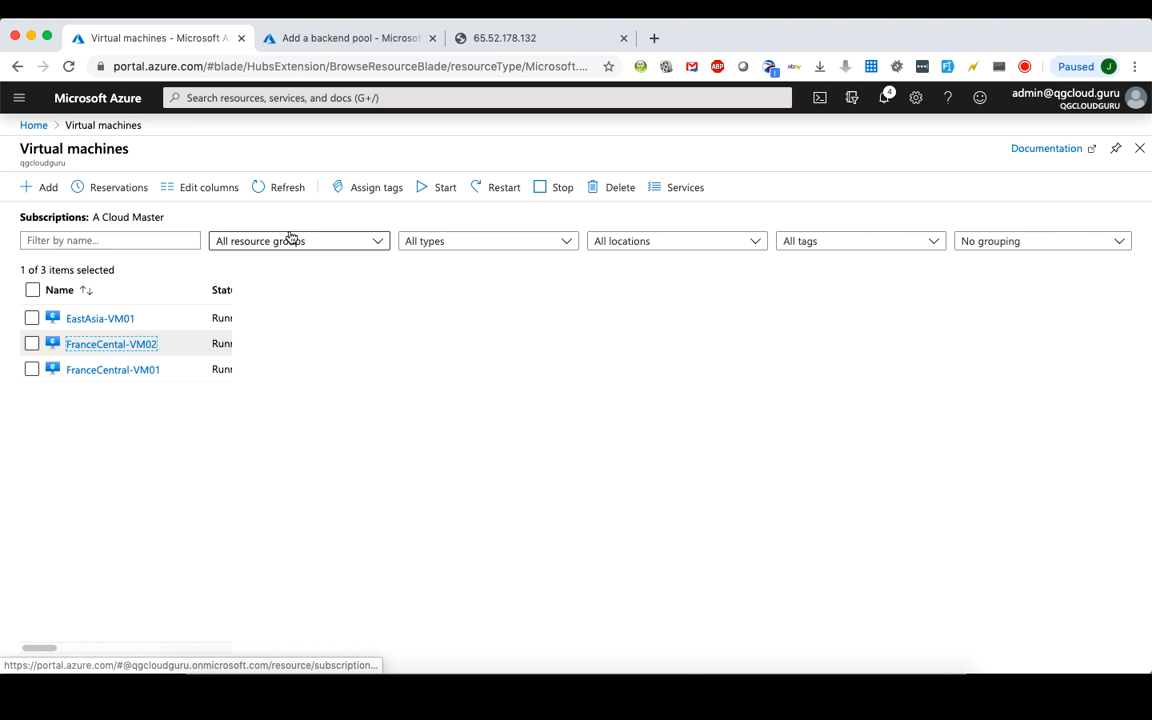 Virtual machines - Microsoft A
Add a backend pool - Microsof
65.52.178.132
portal.azure.com/#blade/HubsExtension/BrowseResourceBlade/resourceType/Microsoft....
Paused J
Microsoft Azure
Search resources, services, and docs (G+/)
4
admin@qgcloud.guru
QGCLOUDGURU
Home > Virtual machines
Virtual machines
Documentation
qgcloudguru
Add Reservations Edit columns Refresh Assign tags Start Restart Stop Delete Services
Subscriptions: A Cloud Master
Filter by name... All resource groups All types All locations All tags No grouping
1 of 3 items selected
Name Statu
EastAsia-VM01 Runn
FranceCental-VM02 Runn
FranceCentral-VM01 Runn
https://portal.azure.com/#@qgcloudguru.onmicrosoft.com/resource/subscription...